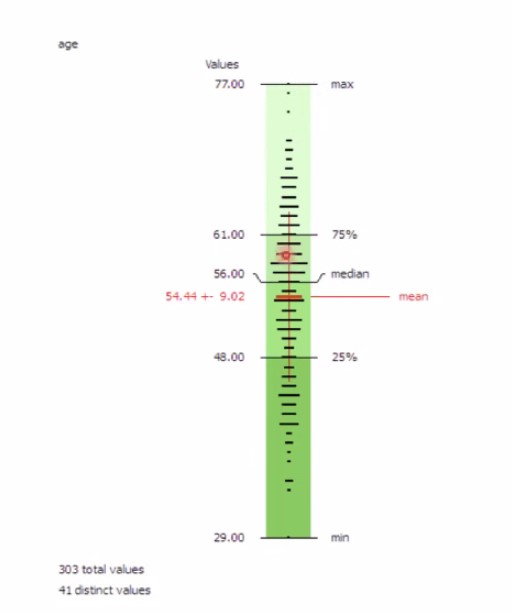 age
Values
77.00 max
61.00 75%
56.00 median
54.44 +- 9.02 mean
48.00 25%
29.00 min
303 total values
41 distinct values